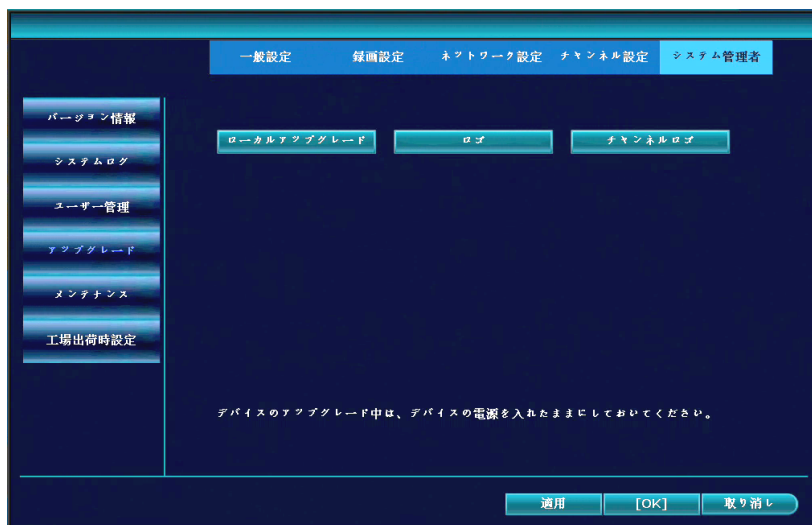 一般設定 録画設定 ネットワーク設定 チャンネル設定 システム管理者
バージョン情報
システムログ
ユーザー管理
アップグレード
メンテナンス
工場出荷時設定
ローカルアップグレード ロゴ チャンネルロゴ
デバイスのアップグレード中は、デバイスの電源を入れたままにしておいてください。
適用 [OK] 取り消し